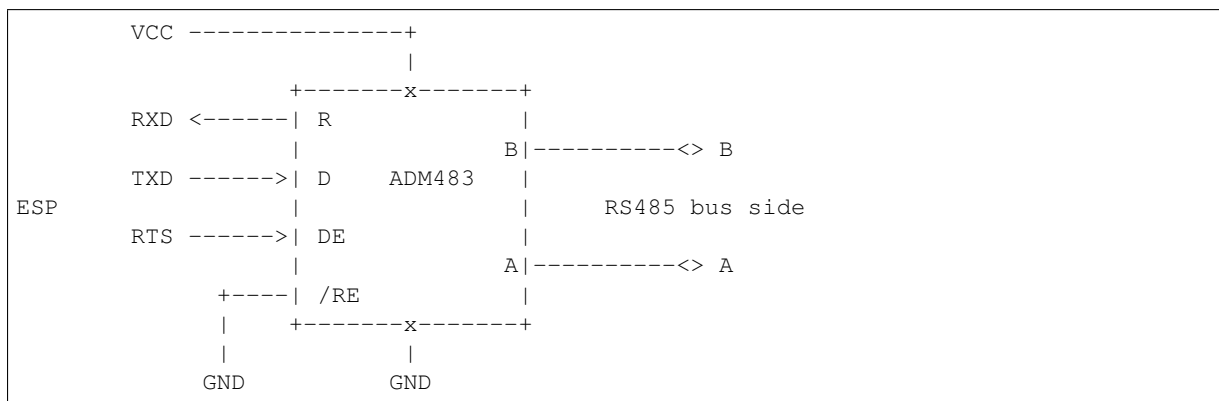 VCC ---------------+
|
+-------x-------+
RXD <------| R |
| B|----------<> B
TXD ------>| D ADM483 |
ESP | | RS485 bus side
RTS ------>| DE |
| A|----------<> A
+----| /RE |
| +-------x-------+
| |
GND GND